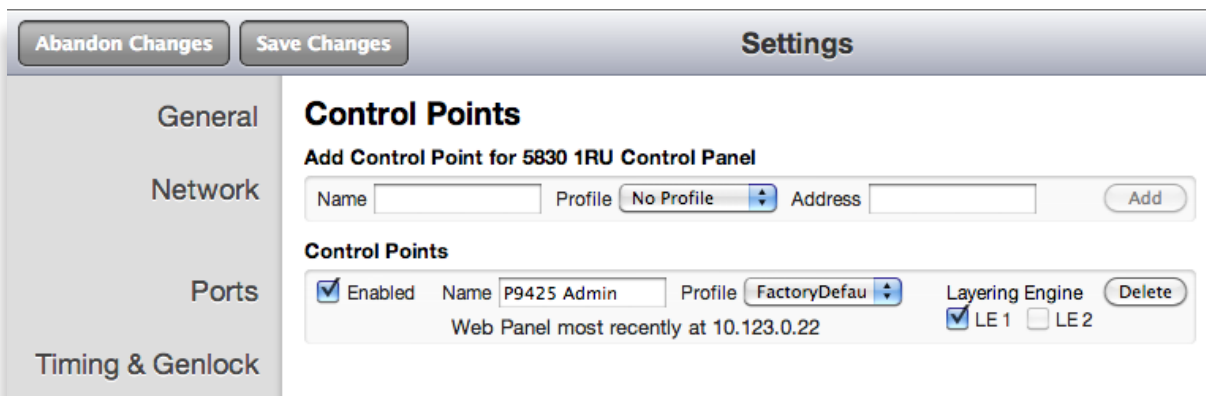 Abandon Changes Save Changes Settings
General
Network
Ports
Timing & Genlock
Control Points
Add Control Point for 5830 1RU Control Panel
Name Profile No Profile Address Add
Control Points
Enabled Name P9425 Admin Profile FactoryDefau Layering Engine Delete
Web Panel most recently at 10.123.0.22 LE 1 LE 2